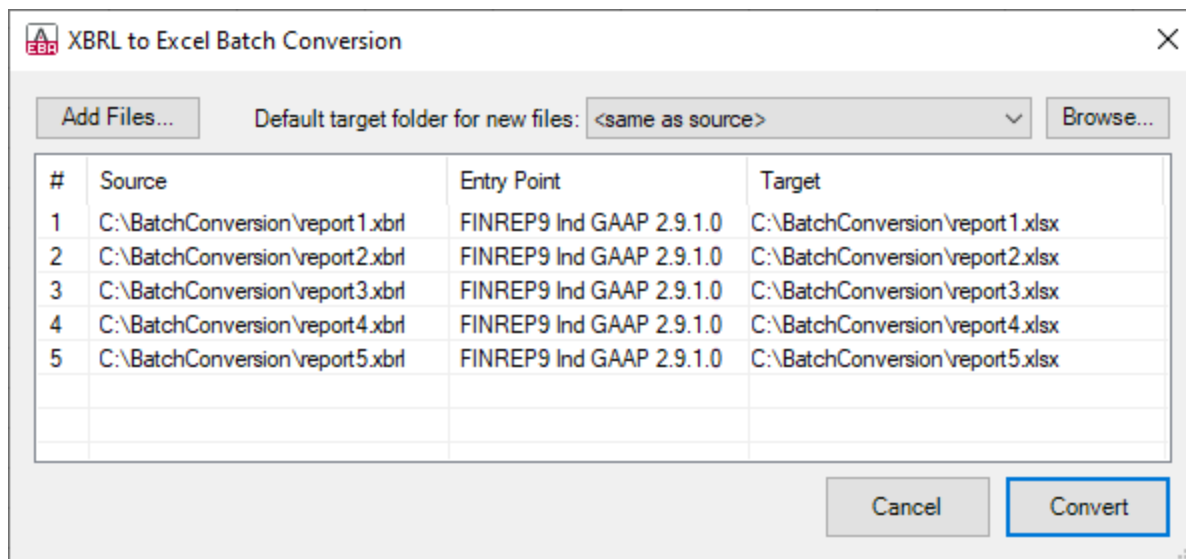 A
EBA
XBRL to Excel Batch Conversion
Add Files... Default target folder for new files: <same as source> Browse...
# Source Entry Point Target
1 C:\BatchConversion\report1.xbrl FINREP9 Ind GAAP 2.9.1.0 C:\BatchConversion\report1.xlsx
2 C:\BatchConversion\report2.xbrl FINREP9 Ind GAAP 2.9.1.0 C:\BatchConversion\report2.xlsx
3 C:\BatchConversion\report3.xbrl FINREP9 Ind GAAP 2.9.1.0 C:\BatchConversion\report3.xlsx
4 C:\BatchConversion\report4.xbrl FINREP9 Ind GAAP 2.9.1.0 C:\BatchConversion\report4.xlsx
5 C:\BatchConversion\report5.xbrl FINREP9 Ind GAAP 2.9.1.0 C:\BatchConversion\report5.xlsx
Cancel Convert